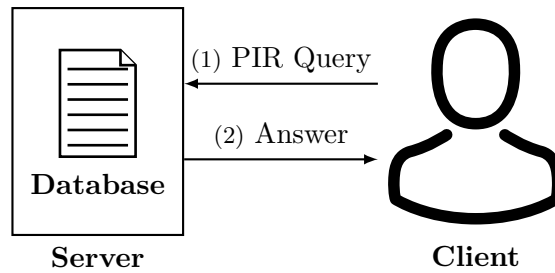 (1) PIR Query
(2) Answer
Database
Server
Client